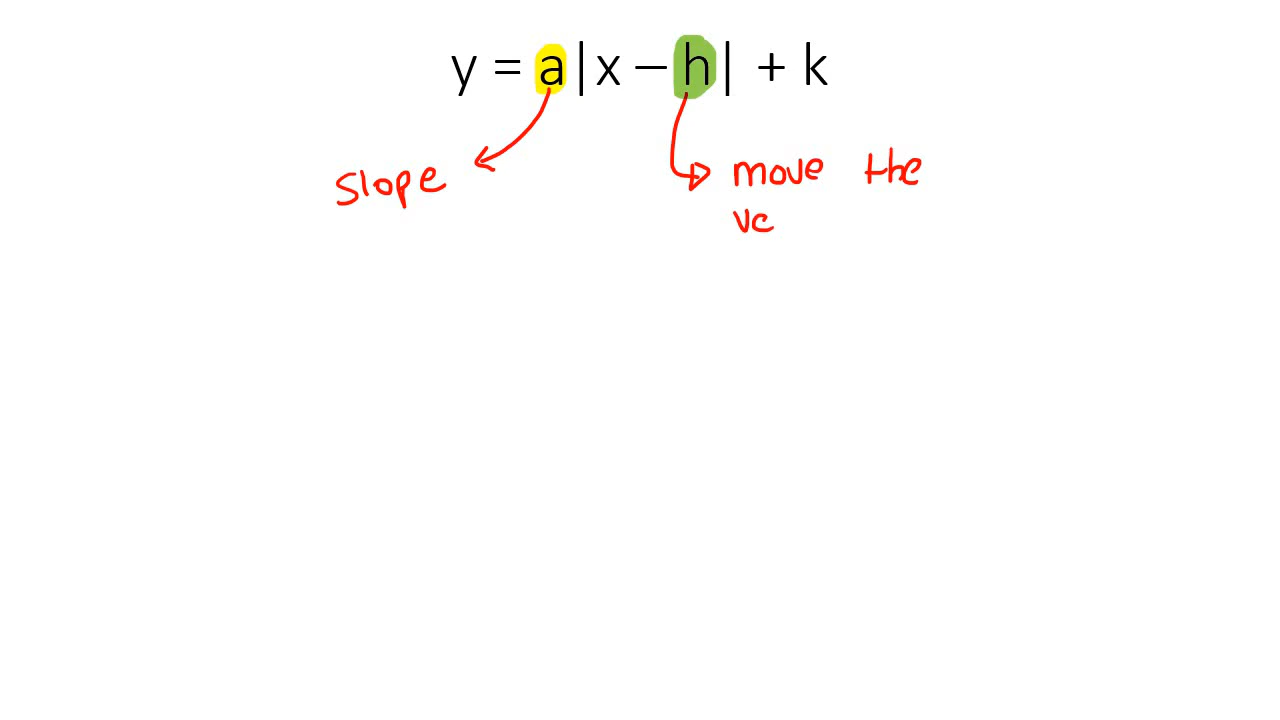 y = a|x – h| + k
slope
move the
ve